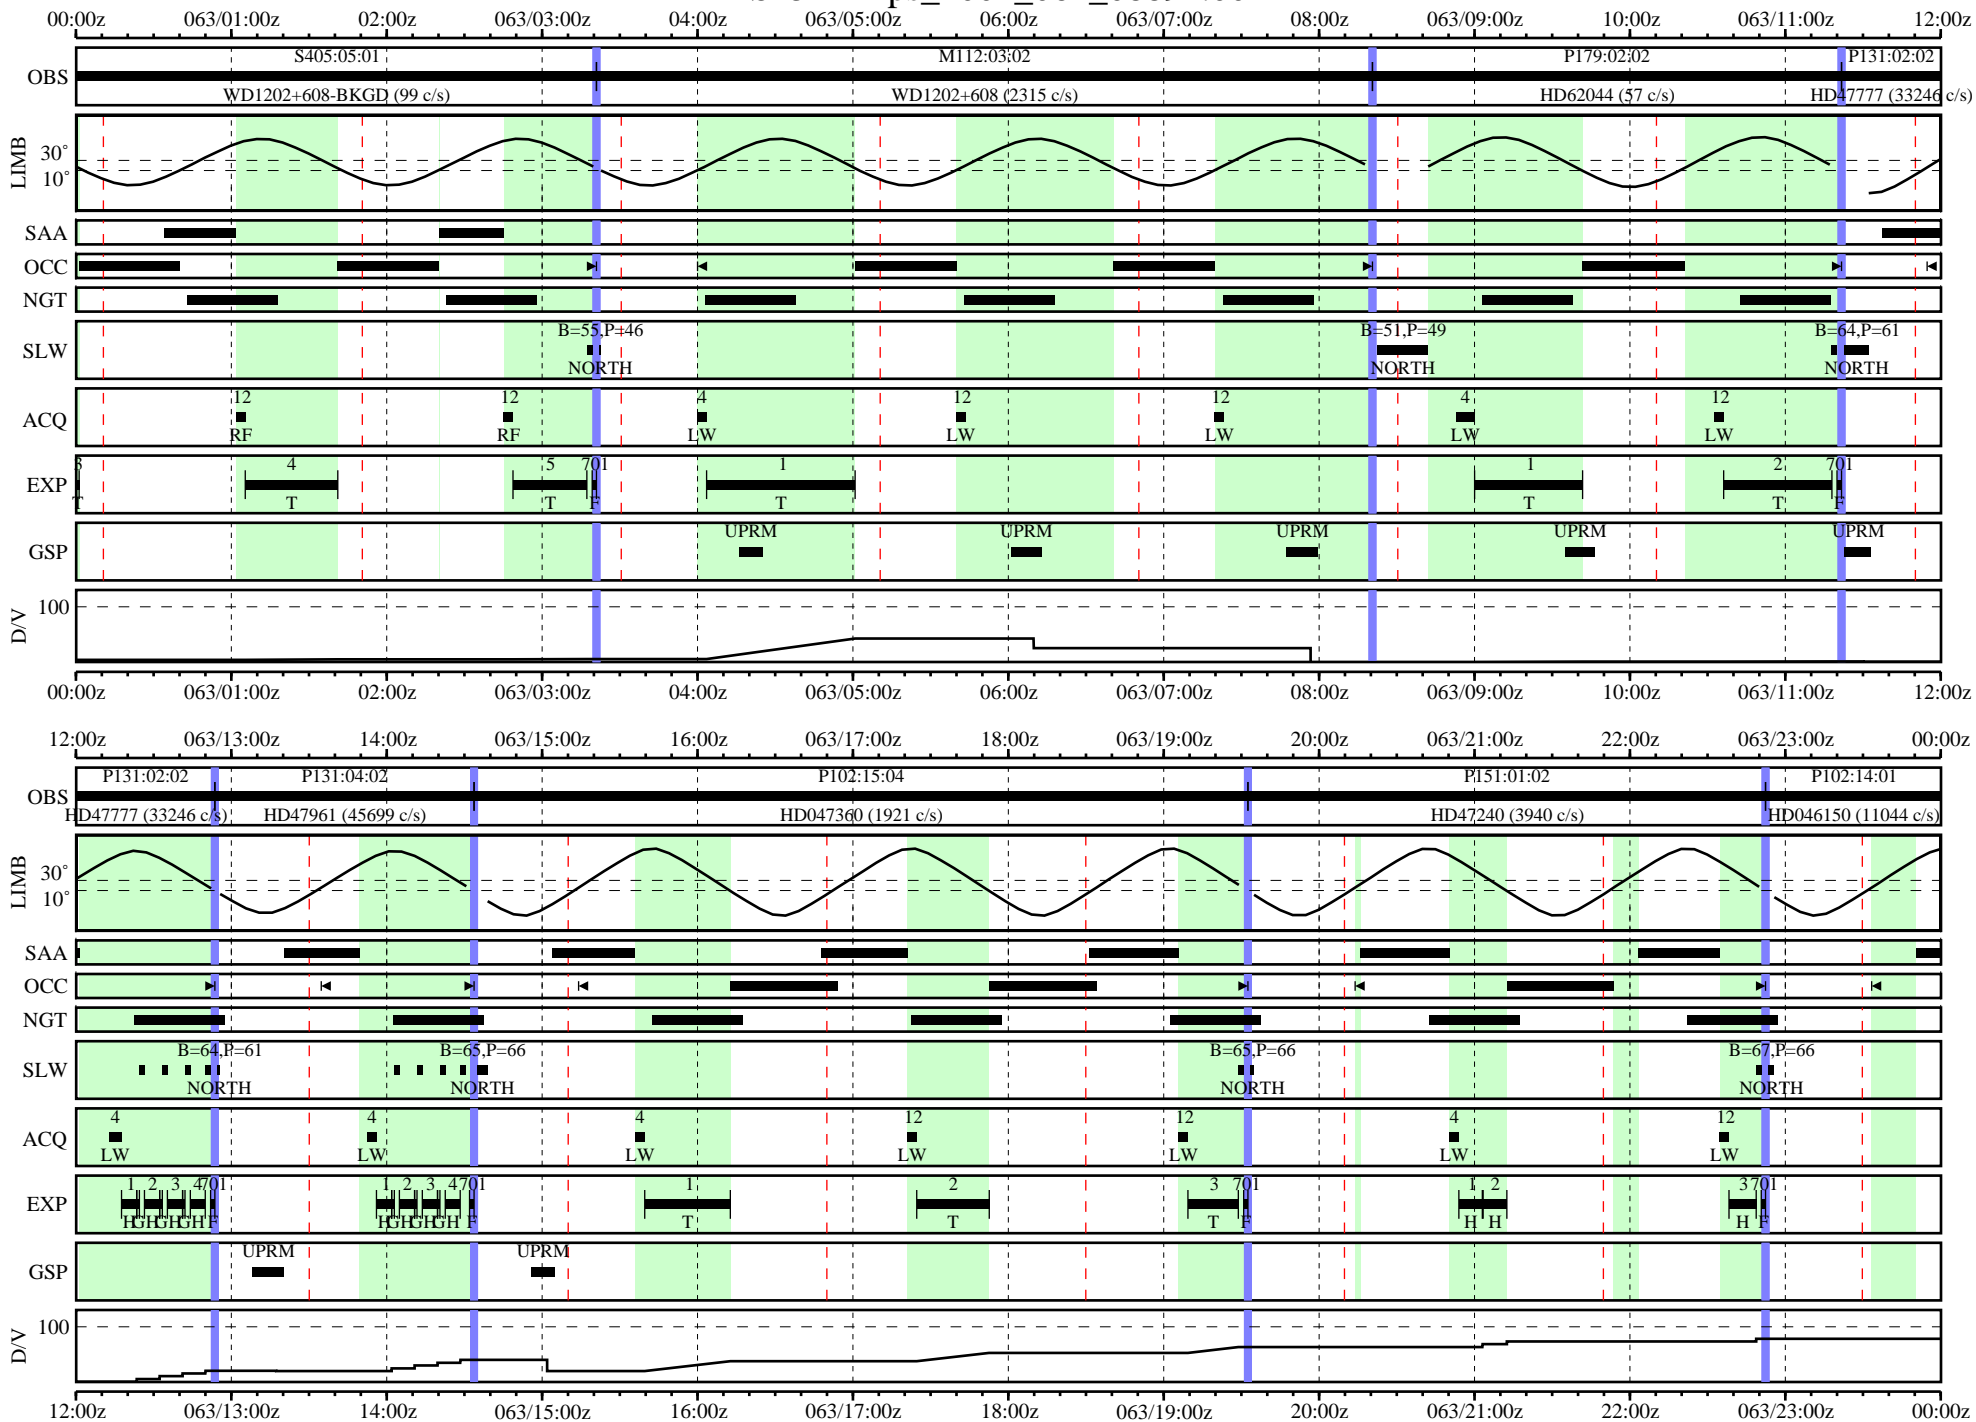 00:00z 063/01:00z 02:00z 063/03:00z 04:00z 063/05:00z 06:00z 063/07:00z 08:00z 063/09:00z 10:00z 063/11:00z 12:00z
S405:05:01 M112:03:02 P179:02:02 P131:02:02
OBS
WD1202+608-BKGD (99 c/s) WD1202+608 (2315 c/s) HD62044 (57 c/s) HD47777 (33246 c/s)
LIMB
30°
10°
SAA
OCC
NGT
B=55,P=46 B=51,P=49 B=64,P=61
SLW
NORTH NORTH NORTH
12 12 4 12 12 4 12
ACQ
RF RF LW LW LW LW LW
3 4 5 701 1 1 2 701
EXP
T T T F T T T F
UPRM UPRM UPRM UPRM UPRM
GSP
100
D/V
00:00z 063/01:00z 02:00z 063/03:00z 04:00z 063/05:00z 06:00z 063/07:00z 08:00z 063/09:00z 10:00z 063/11:00z 12:00z
12:00z 063/13:00z 14:00z 063/15:00z 16:00z 063/17:00z 18:00z 063/19:00z 20:00z 063/21:00z 22:00z 063/23:00z 00:00z
P131:02:02 P131:04:02 P102:15:04 P151:01:02 P102:14:01
OBS
HD47777 (33246 c/s) HD47961 (45699 c/s) HD047360 (1921 c/s) HD47240 (3940 c/s) HD046150 (11044 c/s)
LIMB
30°
10°
SAA
OCC
NGT
B=64,P=61 B=65,P=66 B=65,P=66 B=67,P=66
SLW
NORTH NORTH NORTH NORTH
4 4 4 12 12 4 12
ACQ
LW LW LW LW LW LW LW
1 2 3 4 701 1 2 3 4 701 1 2 3 701 1 2 3 701
EXP
H GH GH GH F H GH GH GH F T T T F H H H F
UPRM UPRM
GSP
100
D/V
12:00z 063/13:00z 14:00z 063/15:00z 16:00z 063/17:00z 18:00z 063/19:00z 20:00z 063/21:00z 22:00z 063/23:00z 00:00z